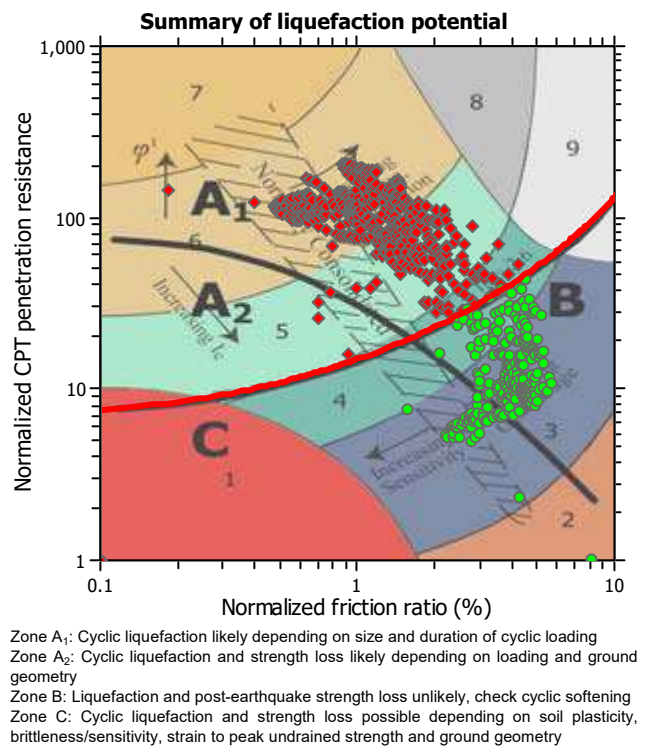 Summary of liquefaction potential
1,000
100
10
1
0.1
1
10
Normalized CPT penetration resistance
Normalized friction ratio (%)
7
8
9
φ'
A1
6
A2
Increasing Ic
5
B
4
C
1
3
2
Increasing
Sensitivity
Zone A1: Cyclic liquefaction likely depending on size and duration of cyclic loading
Zone A2: Cyclic liquefaction and strength loss likely depending on loading and ground
geometry
Zone B: Liquefaction and post-earthquake strength loss unlikely, check cyclic softening
Zone C: Cyclic liquefaction and strength loss possible depending on soil plasticity,
brittleness/sensitivity, strain to peak undrained strength and ground geometry